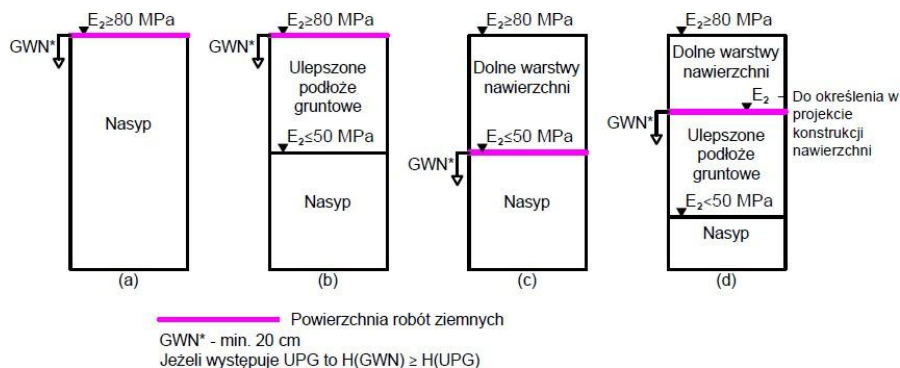 E₂≥80 MPa
GWN*
Nasyp
(a)
E₂≥80 MPa
GWN*
Ulepszone
podłoże
gruntowe
E₂≤50 MPa
Nasyp
(b)
E₂≥80 MPa
Dolne warstwy
nawierzchni
E₂≤50 MPa
GWN*
Nasyp
(c)
E₂≥80 MPa
Dolne warstwy
nawierzchni
E₂ - Do określenia w
projekcie
konstrukcji
nawierzchni
GWN*
Ulepszone
podłoże
gruntowe
E₂<50 MPa
Nasyp
(d)
Powierzchnia robót ziemnych
GWN* - min. 20 cm
Jeżeli występuje UPG to H(GWN) ≥ H(UPG)